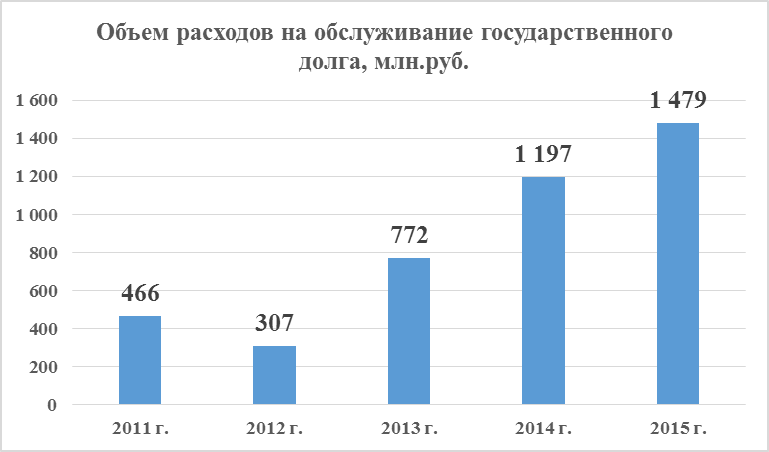 Объем расходов на обслуживание государственного
долга, млн.руб.
1 600
1 400
1 200
1 000
800
600
400
200
0
466
307
772
1 197
1 479
2011 г.
2012 г.
2013 г.
2014 г.
2015 г.